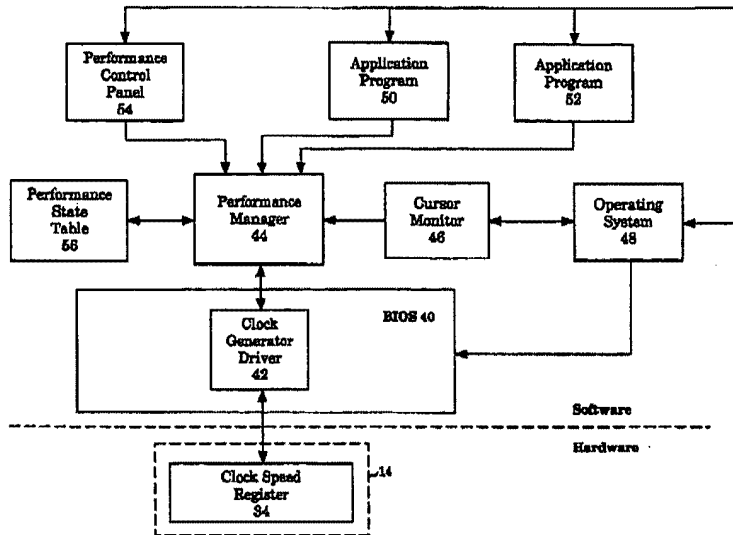 Performance
Control
Panel
54
Application
Program
50
Application
Program
52
Performance
State
Table
55
Performance
Manager
44
Cursor
Monitor
46
Operating
System
48
BIOS 40
Clock
Generator
Driver
42
Software
Hardware
14
Clock Speed
Register
34